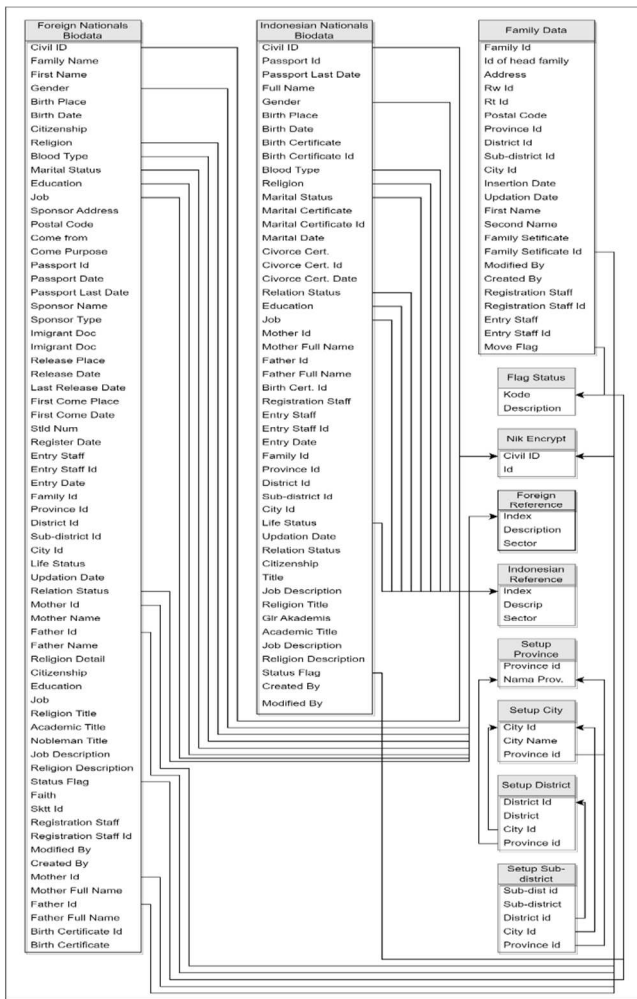 Foreign Nationals
Biodata
Civil ID
Family Name
First Name
Gender
Birth Place
Birth Date
Citizenship
Religion
Blood Type
Marital Status
Education
Job
Sponsor Address
Postal Code
Come from
Come Purpose
Passport Id
Passport Date
Passport Last Date
Sponsor Name
Sponsor Type
Imigrant Doc
Imigrant Doc
Release Place
Release Date
Last Release Date
First Come Place
First Come Date
Stld Num
Register Date
Entry Staff
Entry Staff Id
Entry Date
Family Id
Province Id
District Id
Sub-district Id
City Id
Life Status
Updation Date
Relation Status
Mother Id
Mother Name
Father Id
Father Name
Religion Detail
Citizenship
Education
Job
Religion Title
Academic Title
Nobleman Title
Job Description
Religion Description
Status Flag
Faith
Sktt Id
Registration Staff
Registration Staff Id
Modified By
Created By
Mother Id
Mother Full Name
Father Id
Father Full Name
Birth Certificate Id
Birth Certificate
Indonesian Nationals
Biodata
Civil ID
Passport Id
Passport Last Date
Full Name
Gender
Birth Place
Birth Date
Birth Certificate
Birth Certificate Id
Blood Type
Religion
Marital Status
Marital Certificate
Marital Certificate Id
Marital Date
Civorce Cert.
Civorce Cert. Id
Civorce Cert. Date
Relation Status
Education
Job
Mother Id
Mother Full Name
Father Id
Father Full Name
Birth Cert. Id
Registration Staff
Entry Staff
Entry Staff Id
Entry Date
Family Id
Province Id
District Id
Sub-district Id
City Id
Life Status
Updation Date
Relation Status
Citizenship
Title
Job Description
Religion Title
Glr Akademis
Academic Title
Job Description
Religion Description
Status Flag
Created By
Modified By
Family Data
Family Id
Id of head family
Address
Rw Id
Rt Id
Postal Code
Province Id
District Id
Sub-district Id
City Id
Insertion Date
Updation Date
First Name
Second Name
Family Setificate
Family Setificate Id
Modified By
Created By
Registration Staff
Registration Staff Id
Entry Staff
Entry Staff Id
Move Flag
Flag Status
Kode
Description
Nik Encrypt
Civil ID
Id
Foreign
Reference
Index
Description
Sector
Indonesian
Reference
Index
Descrip
Sector
Setup
Province
Province id
Nama Prov.
Setup City
City Id
City Name
Province id
Setup District
District Id
District
City Id
Province id
Setup Sub-
district
Sub-dist id
Sub-district
District id
City Id
Province id